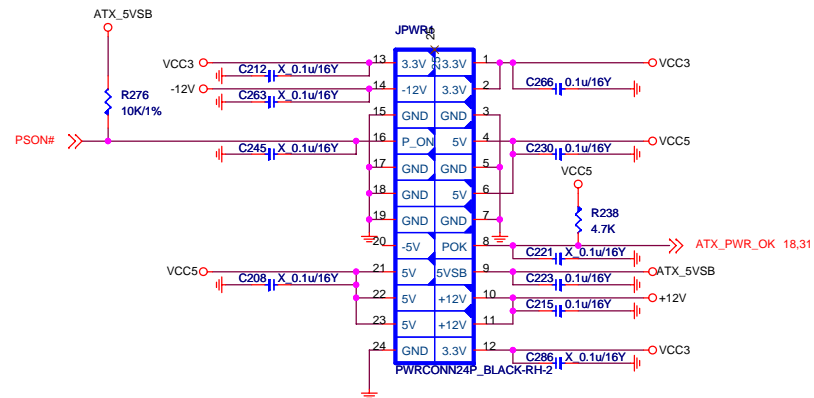 ATX_5VSB
JPWR1
25
25
X
VCC3
13
3.3V
3.3V
1
VCC3
C212 X_0.1u/16Y
-12V
14
-12V
3.3V
2
C266 0.1u/16Y
R276
10K/1%
C263 X_0.1u/16Y
15
GND
GND
3
PSON#
16
P_ON
5V
4
VCC5
C245 X_0.1u/16Y
C230 0.1u/16Y
17
GND
GND
5
VCC5
18
GND
5V
6
R238
4.7K
19
GND
GND
7
20
-5V
POK
8
ATX_PWR_OK 18,31
C221 X_0.1u/16Y
VCC5
21
5V
5VSB
9
ATX_5VSB
C208 X_0.1u/16Y
C223 0.1u/16Y
22
5V
+12V
10
+12V
C215 0.1u/16Y
23
5V
+12V
11
24
GND
3.3V
12
VCC3
C286 X_0.1u/16Y
PWRCONN24P_BLACK-RH-2